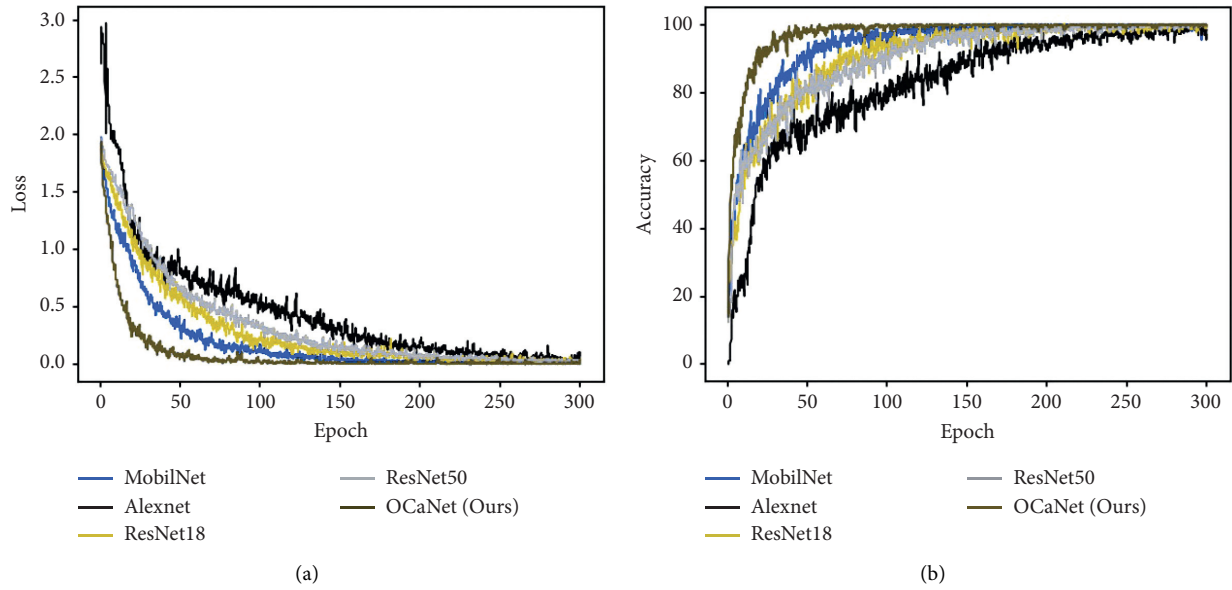 3.0
2.5
2.0
1.5
1.0
0.5
0.0
Loss
0 50 100 150 200 250 300
Epoch
MobilNet
Alexnet
ResNet18
ResNet50
OCaNet (Ours)
(a)
100
80
60
40
20
0
Accuracy
0 50 100 150 200 250 300
Epoch
MobilNet
Alexnet
ResNet18
ResNet50
OCaNet (Ours)
(b)